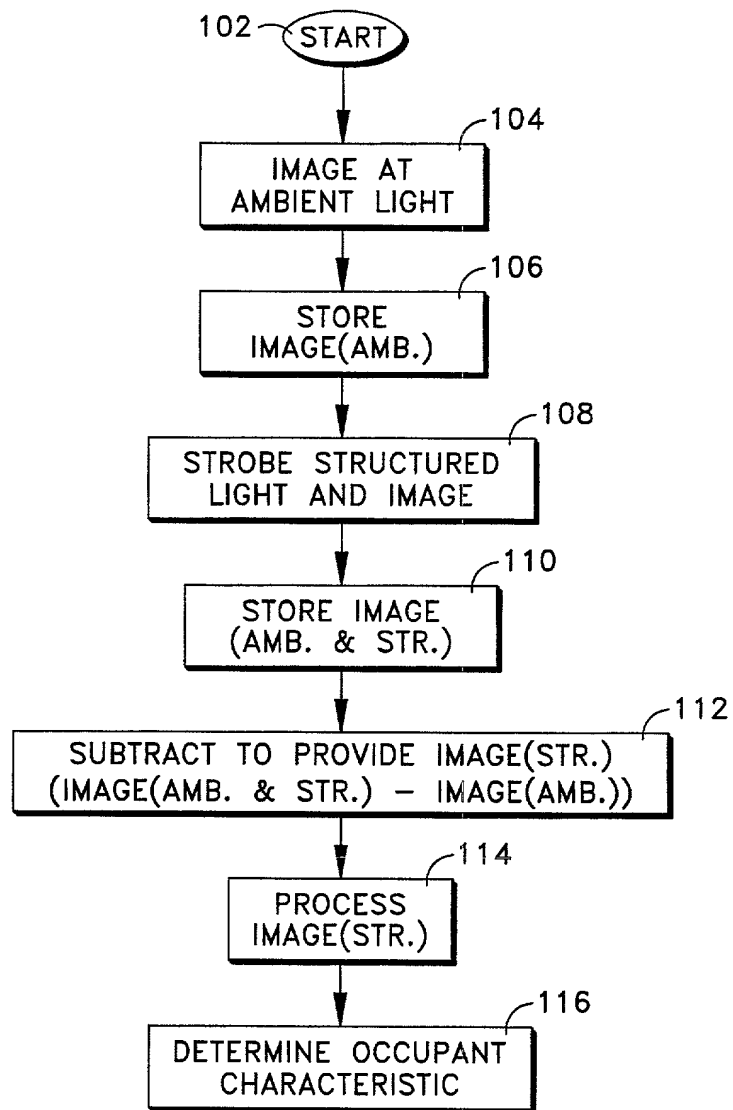 102
START
104
IMAGE AT
AMBIENT LIGHT
106
STORE
IMAGE(AMB.)
108
STROBE STRUCTURED
LIGHT AND IMAGE
110
STORE IMAGE
(AMB. & STR.)
112
SUBTRACT TO PROVIDE IMAGE(STR.)
(IMAGE(AMB. & STR.) – IMAGE(AMB.))
114
PROCESS
IMAGE(STR.)
116
DETERMINE OCCUPANT
CHARACTERISTIC